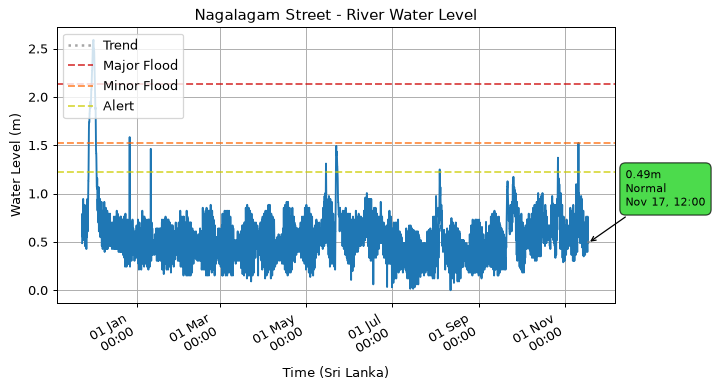 Nagalagam Street - River Water Level
Trend
Major Flood
Minor Flood
Alert
Water Level (m)
2.5
2.0
1.5
1.0
0.5
0.0
0.49m
Normal
Nov 17, 12:00
01 Jan
00:00
01 Mar
00:00
01 May
00:00
01 Jul
00:00
01 Sep
00:00
01 Nov
00:00
Time (Sri Lanka)